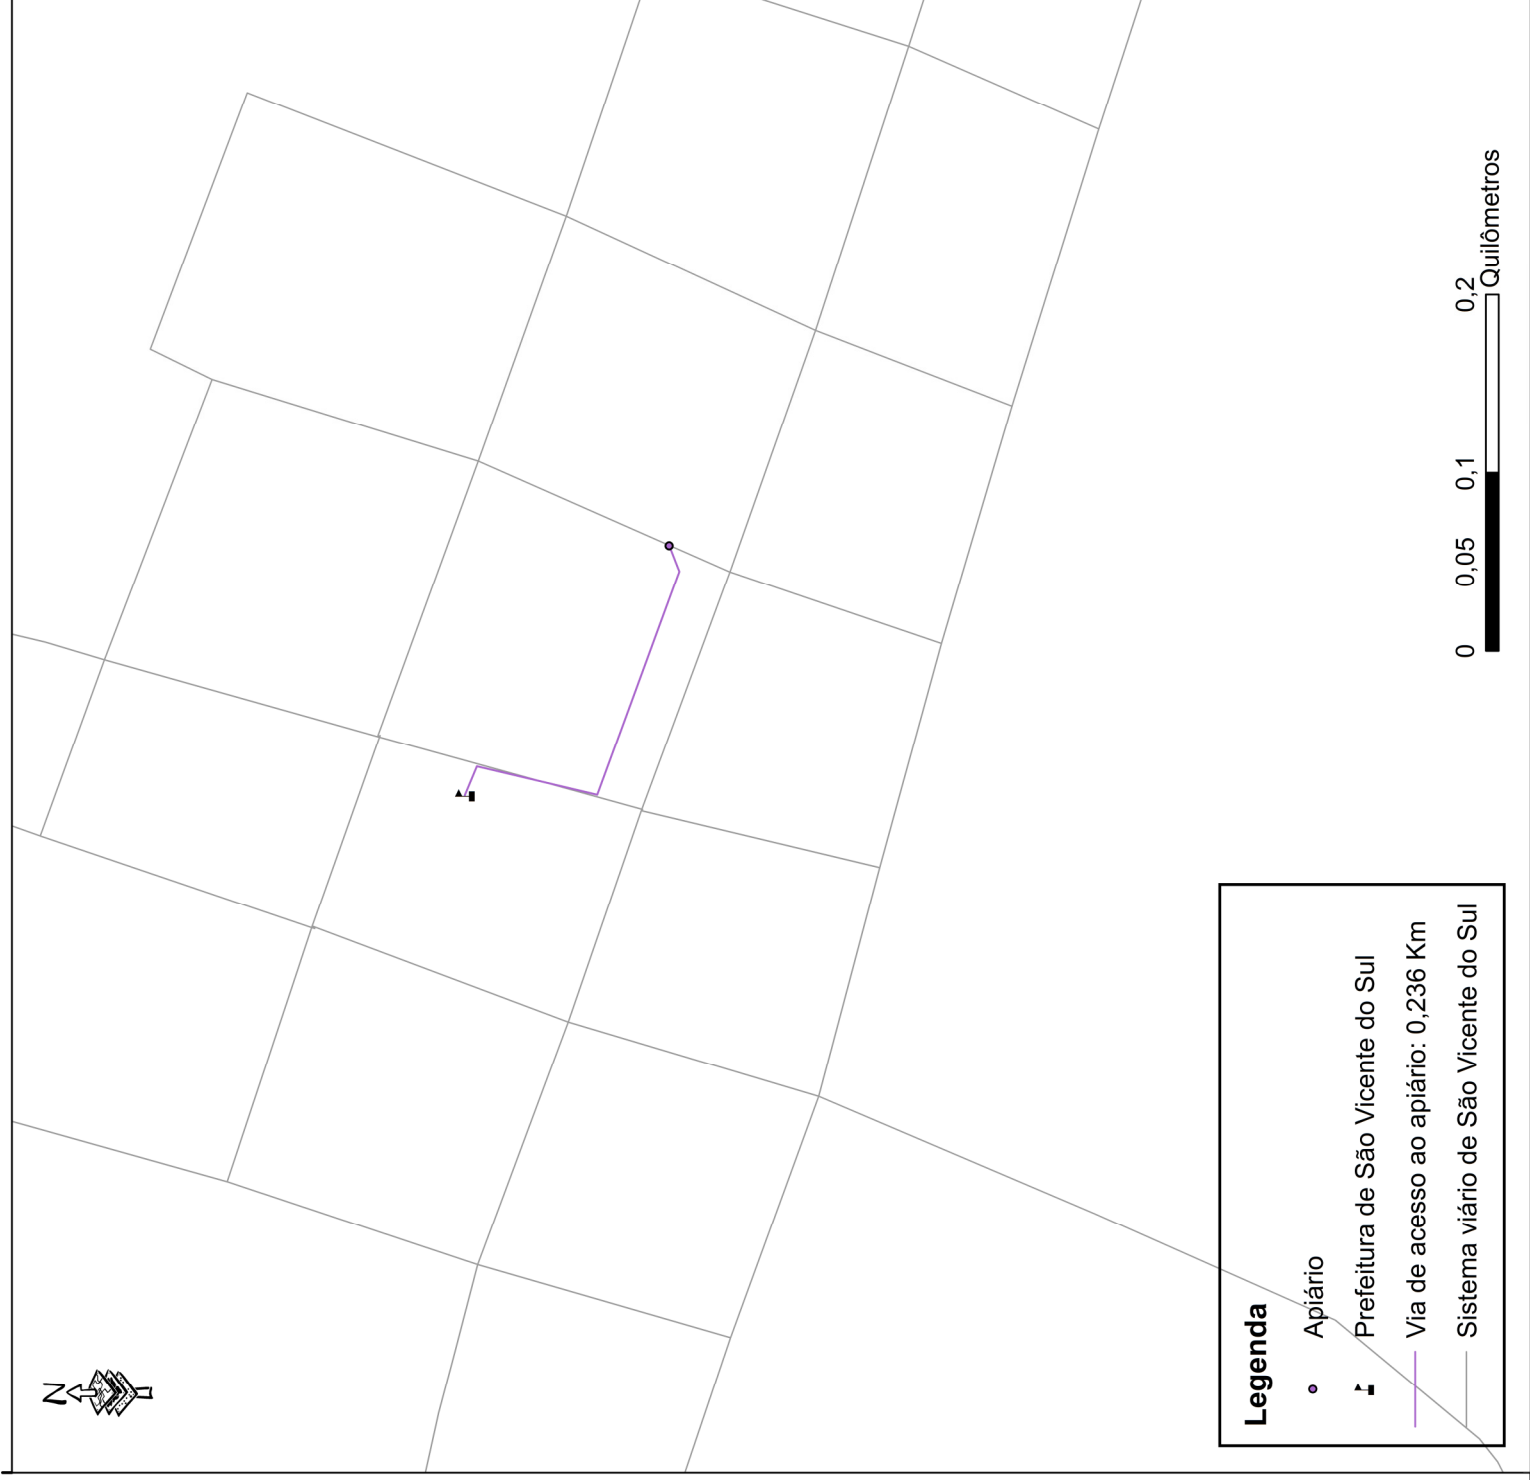 N
Legenda
Apiário
Prefeitura de São Vicente do Sul
Via de acesso ao apiário: 0,236 Km
Sistema viário de São Vicente do Sul
0 0,05 0,1 0,2
Quilômetros